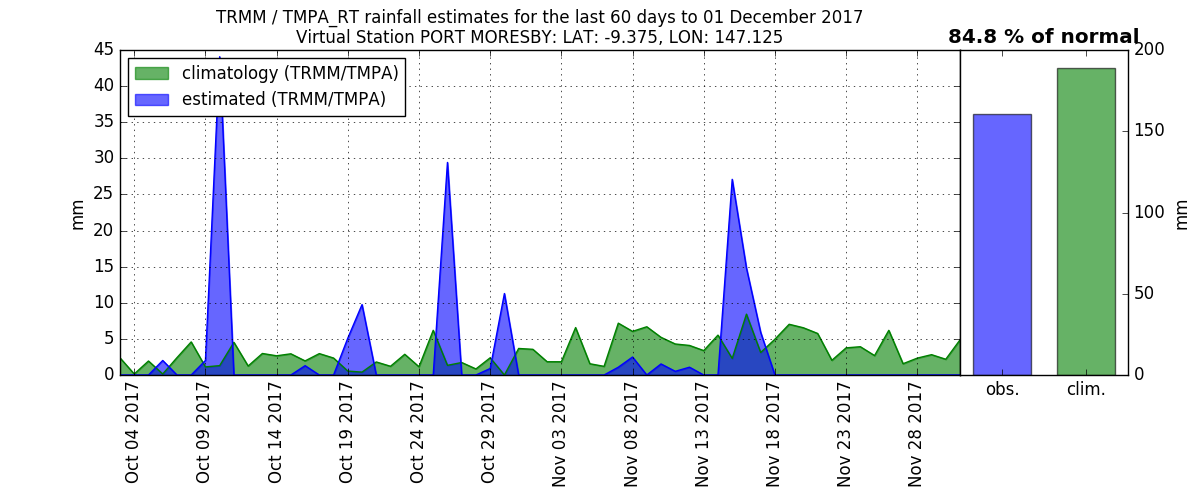 TRMM / TMPA_RT rainfall estimates for the last 60 days to 01 December 2017
Virtual Station PORT MORESBY: LAT: -9.375, LON: 147.125
84.8 % of normal
climatology (TRMM/TMPA)
estimated (TRMM/TMPA)
mm
45
40
35
30
25
20
15
10
5
0
Oct 04 2017
Oct 09 2017
Oct 14 2017
Oct 19 2017
Oct 24 2017
Oct 29 2017
Nov 03 2017
Nov 08 2017
Nov 13 2017
Nov 18 2017
Nov 23 2017
Nov 28 2017
200
150
100
50
0
mm
obs.
clim.